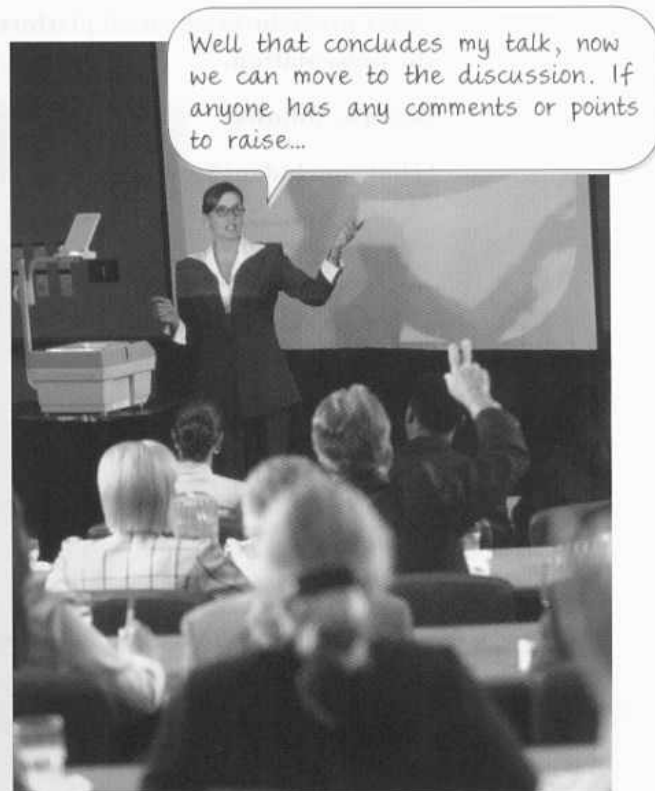 Well that concludes my talk, now
we can move to the discussion. If
anyone has any comments or points
to raise...